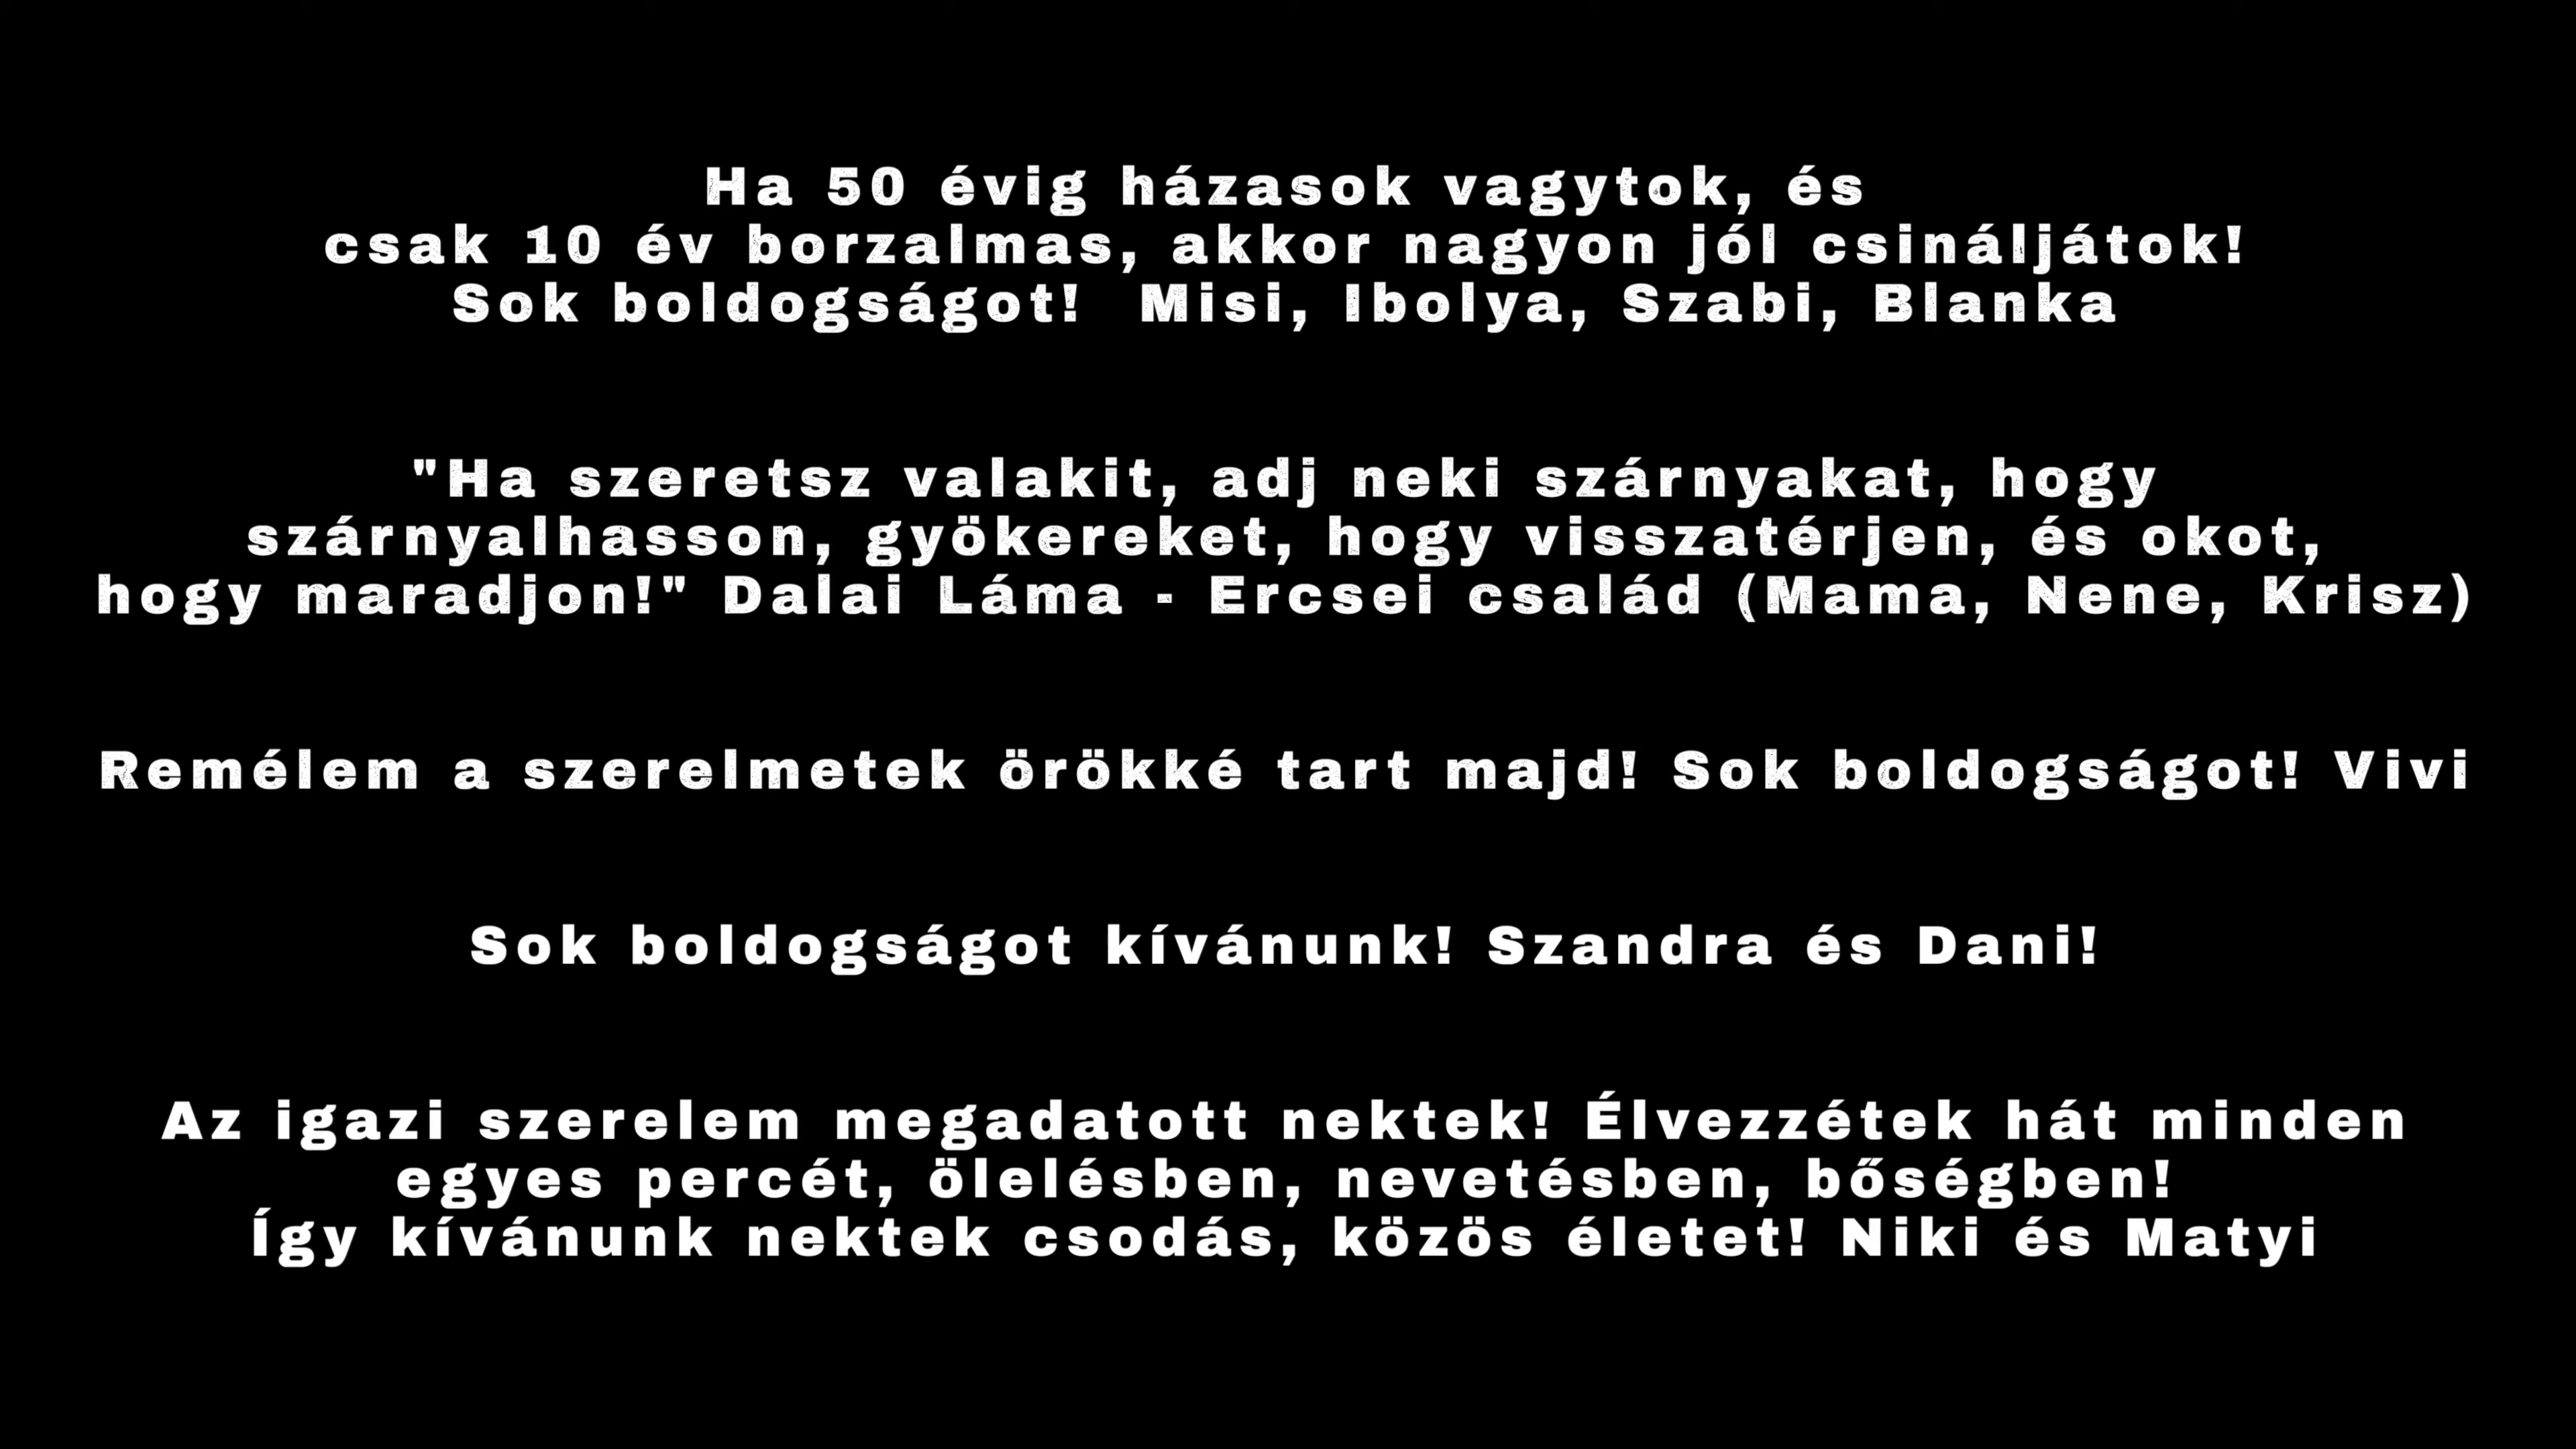 Ha 50 évig házasok vagytok, és
csak 10 év borzalmas, akkor nagyon jól csináljátok!
Sok boldogságot!  Misi, Ibolya, Szabi, Blanka
"Ha szeretsz valakit, adj neki szárnyakat, hogy
szárnyalhasson, gyökereket, hogy visszatérjen, és okot,
hogy maradjon!" Dalai Láma - Ercsei család (Mama, Nene, Krisz)
Remélem a szerelmetek örökké tart majd! Sok boldogságot! Vivi
Sok boldogságot kívánunk! Szandra és Dani!
Az igazi szerelem megadatott nektek! Élvezzétek hát minden
egyes percét, ölelésben, nevetésben, bőségben!
Így kívánunk nektek csodás, közös életet! Niki és Matyi